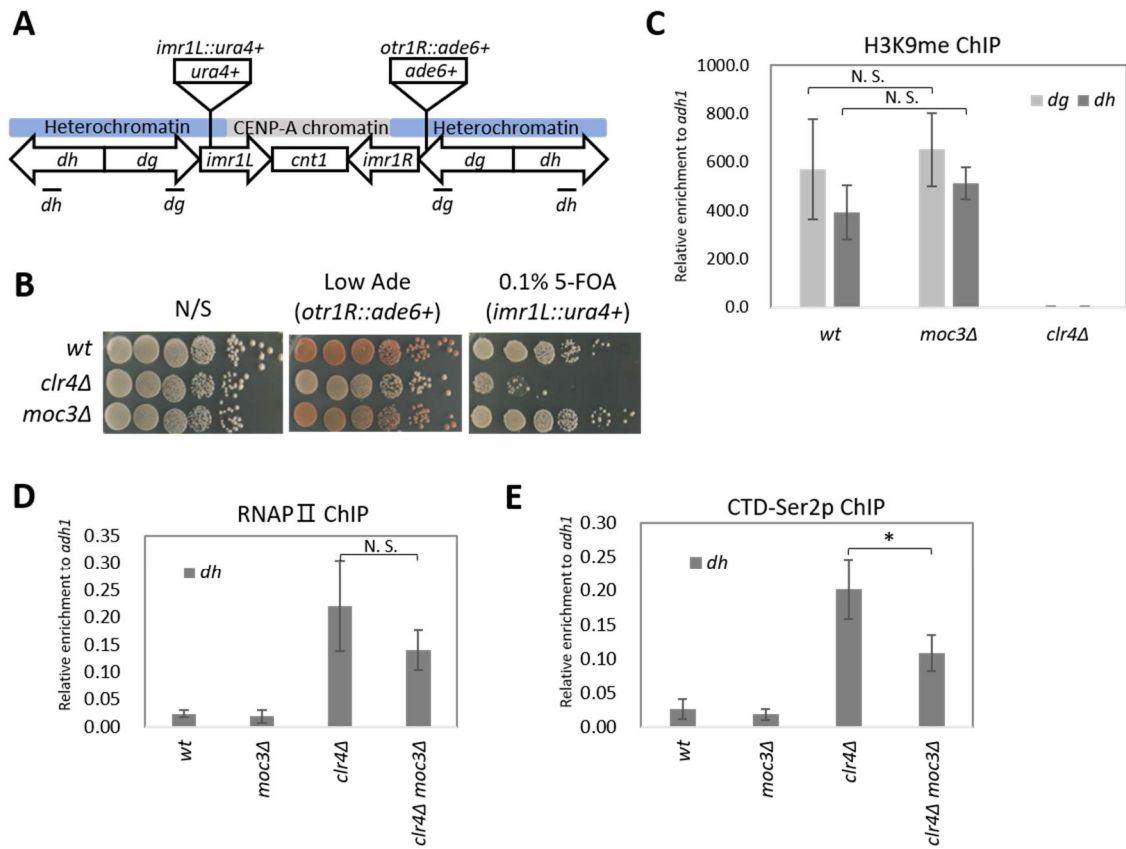 A
imr1L::ura4+
otr1R::ade6+
ura4+
ade6+
Heterochromatin
CENP-A chromatin
Heterochromatin
dh
dg
imr1L
cnt1
imr1R
dg
dh
dh
dg
dg
dh
B
N/S
Low Ade
(otr1R::ade6+)
0.1% 5-FOA
(imr1L::ura4+)
wt
clr4Δ
moc3Δ
C
H3K9me ChIP
Relative enrichment to adh1
1000.0
800.0
600.0
400.0
200.0
0.0
N. S.
N. S.
dg
dh
wt
moc3Δ
clr4Δ
D
RNAPⅡ ChIP
Relative enrichment to adh1
0.35
0.30
0.25
0.20
0.15
0.10
0.05
0.00
dh
N. S.
wt
moc3Δ
clr4Δ
clr4Δ moc3Δ
E
CTD-Ser2p ChIP
Relative enrichment to adh1
0.30
0.25
0.20
0.15
0.10
0.05
0.00
dh
*
wt
moc3Δ
clr4Δ
clr4Δ moc3Δ